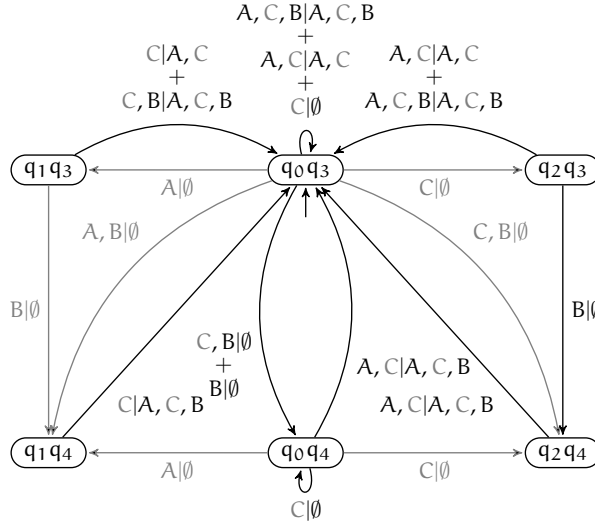 A, C, B|A, C, B
+
A, C|A, C
+
C|∅
C|A, C
+
C, B|A, C, B
A, C|A, C
+
A, C, B|A, C, B
q₁q₃
A|∅
q₀q₃
C|∅
q₂q₃
A, B|∅
C, B|∅
B|∅
B|∅
C, B|∅
+
B|∅
A, C|A, C, B
C|A, C, B
A, C|A, C, B
q₁q₄
A|∅
q₀q₄
C|∅
q₂q₄
C|∅